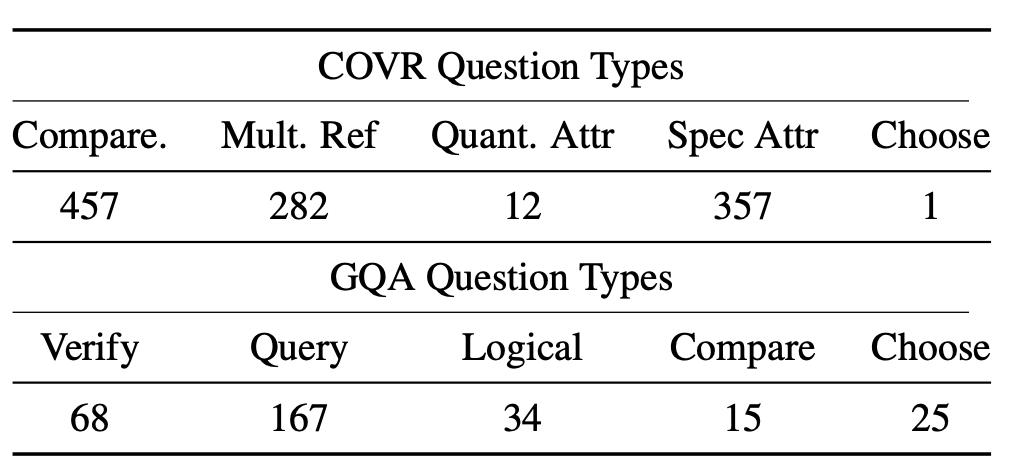 COVR Question Types
Compare. Mult. Ref Quant. Attr Spec Attr Choose
457 282 12 357 1
GQA Question Types
Verify Query Logical Compare Choose
68 167 34 15 25